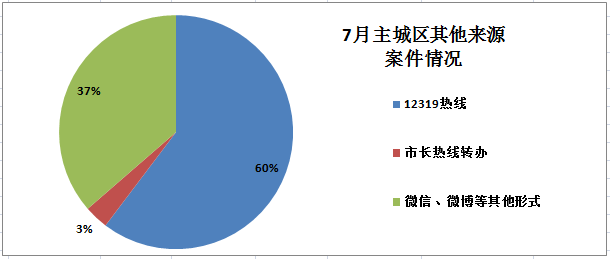 7月主城区其他来源
案件情况
37%
60%
3%
12319热线
市长热线转办
微信、微博等其他形式